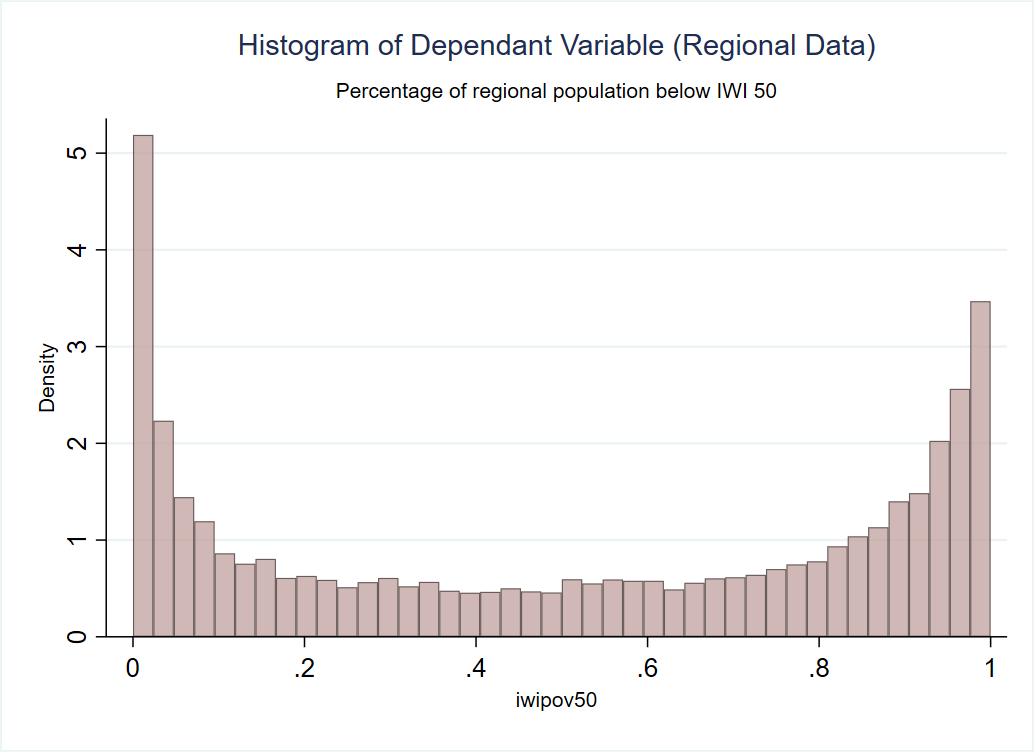 Histogram of Dependant Variable (Regional Data)
Percentage of regional population below IWI 50
Density
5
4
3
2
1
0
0 .2 .4 .6 .8 1
iwipov50